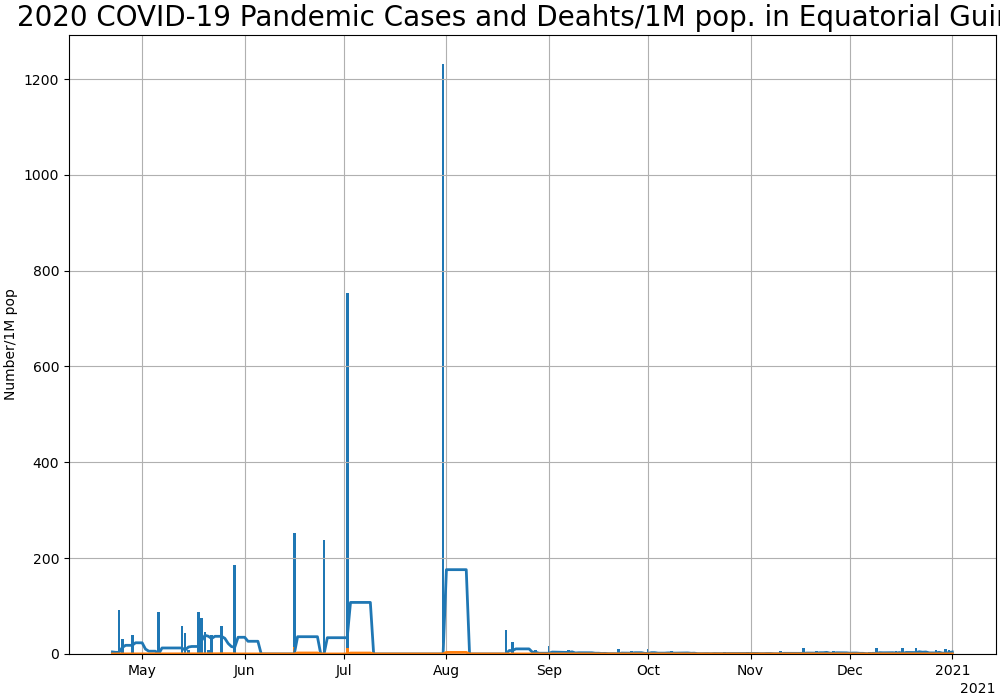 2020 COVID-19 Pandemic Cases and Deahts/1M pop. in Equatorial Gui
Number/1M pop
1200
1000
800
600
400
200
0
May Jun Jul Aug Sep Oct Nov Dec 2021
2021